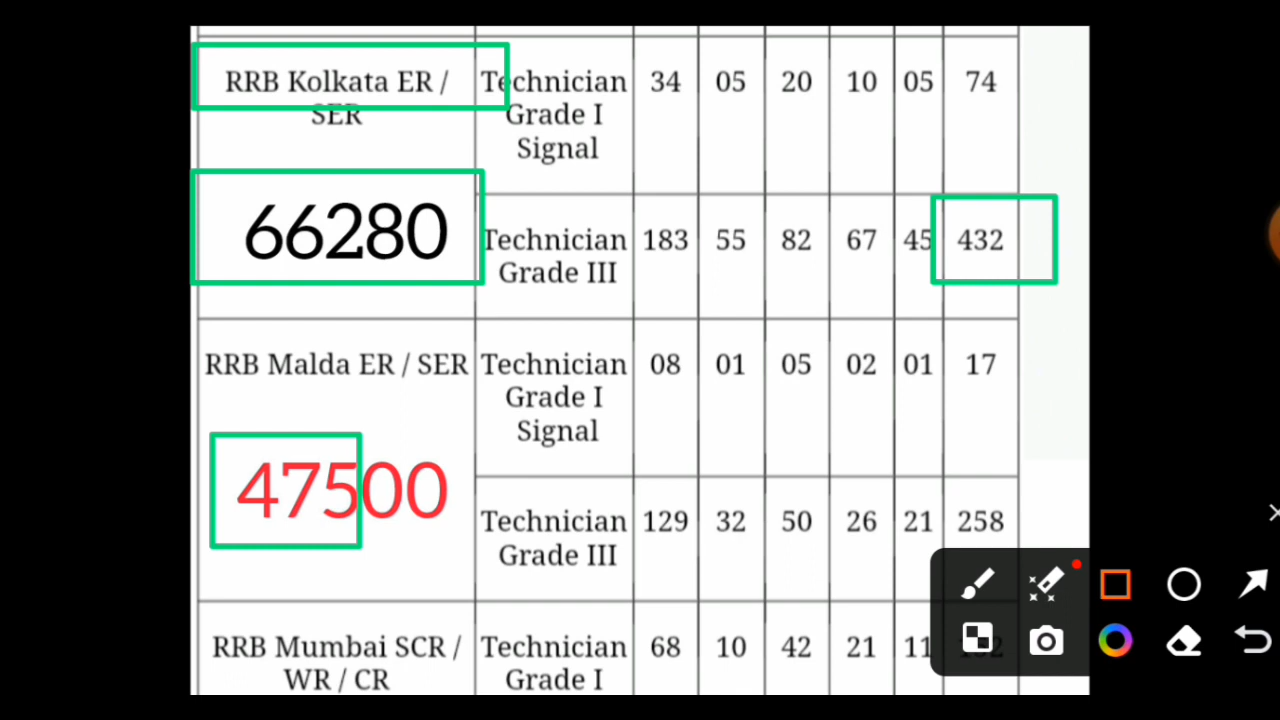 RRB Kolkata ER /
SER
Technician
Grade I
Signal
34 05 20 10 05 74
66280
Technician
Grade III
183 55 82 67 45 432
RRB Malda ER / SER
Technician
Grade I
Signal
08 01 05 02 01 17
47500
Technician
Grade III
129 32 50 26 21 258
RRB Mumbai SCR /
WR / CR
Technician
Grade I
68 10 42 21 11